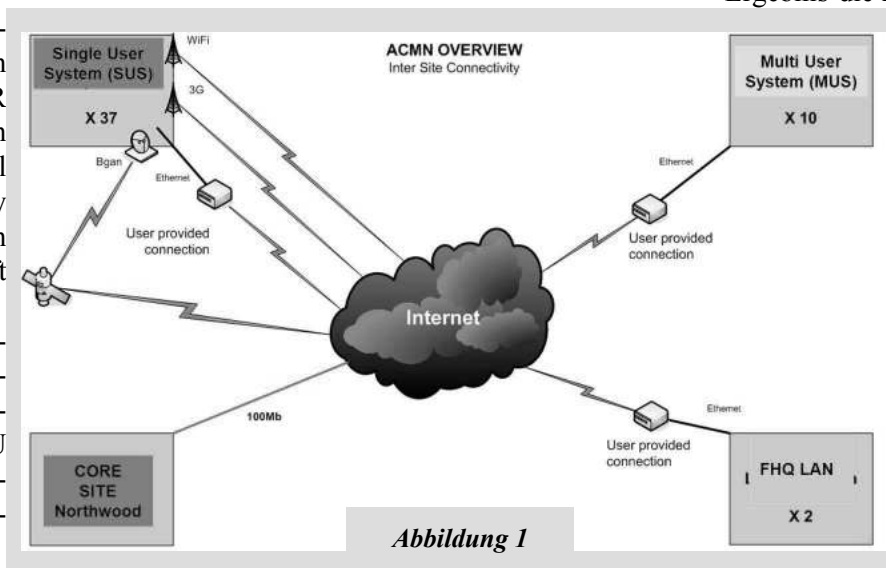 ACMN OVERVIEW
Inter Site Connectivity
Single User
System (SUS)
X 37
WiFi
3G
Bgan
Ethernet
User provided
connection
Multi User
System (MUS)
X 10
Ethernet
User provided
connection
Internet
100Mb
CORE
SITE
Northwood
Ethernet
User provided
connection
FHQ LAN
X 2
Abbildung 1